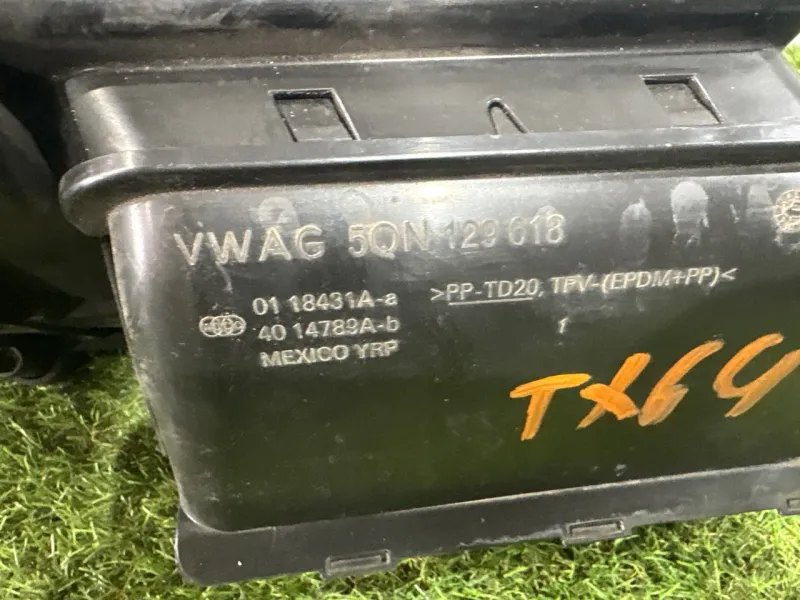 VWAG 5QN 129 618
01 18431A-a
40 14789A-b
MEXICO YRP
>PP-TD20, TPV-(EPDM+PP)<
1
TX64